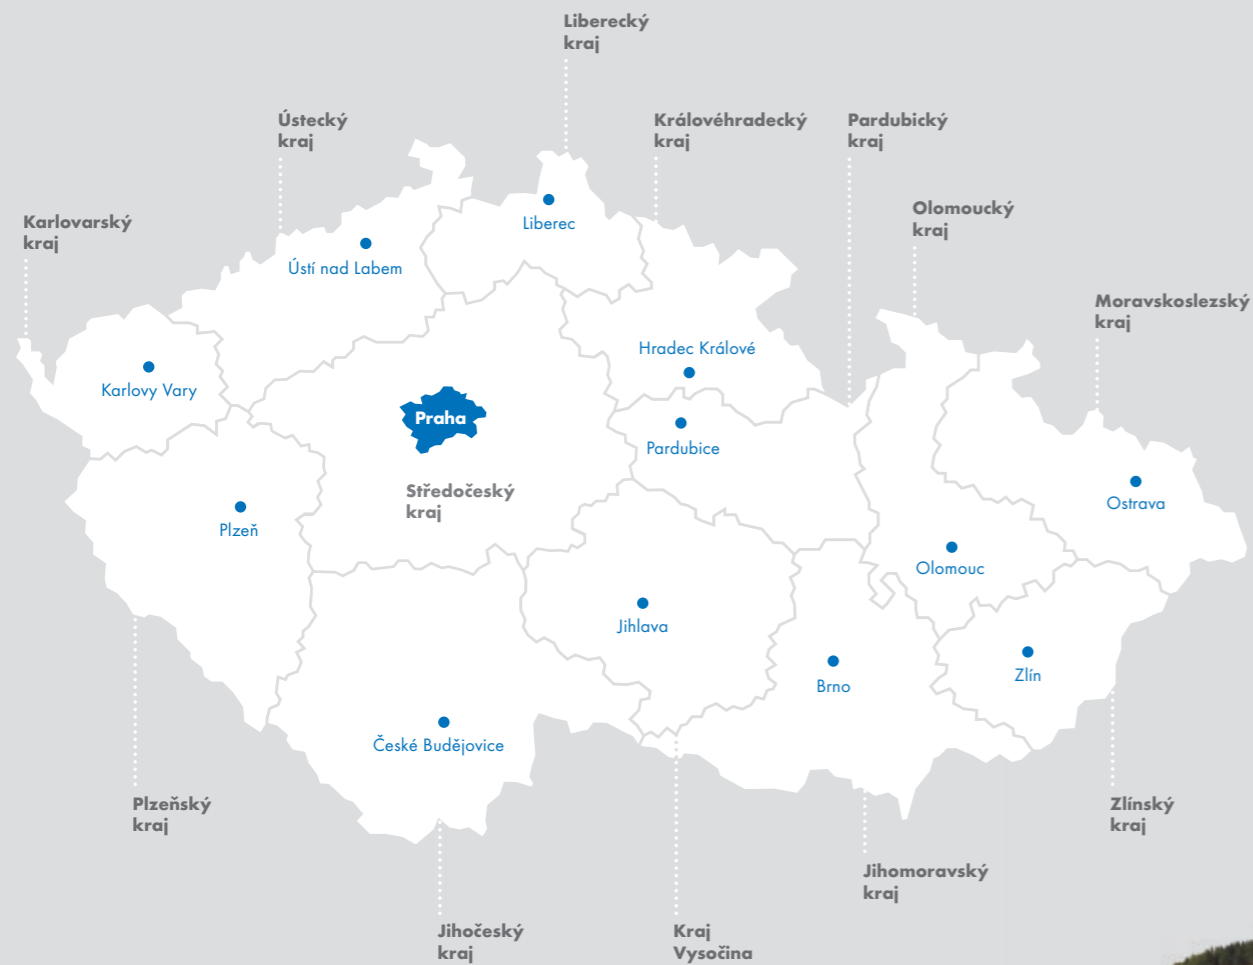 Liberecký
kraj
Ústecký
kraj
Královéhradecký
kraj
Pardubický
kraj
Karlovarský
kraj
Olomoucký
kraj
Moravskoslezský
kraj
Liberec
Ústí nad Labem
Hradec Králové
Karlovy Vary
Praha
Pardubice
Středočeský
kraj
Plzeň
Ostrava
Olomouc
Jihlava
Zlín
Brno
České Budějovice
Plzeňský
kraj
Zlínský
kraj
Jihomoravský
kraj
Jihočeský
kraj
Kraj
Vysočina